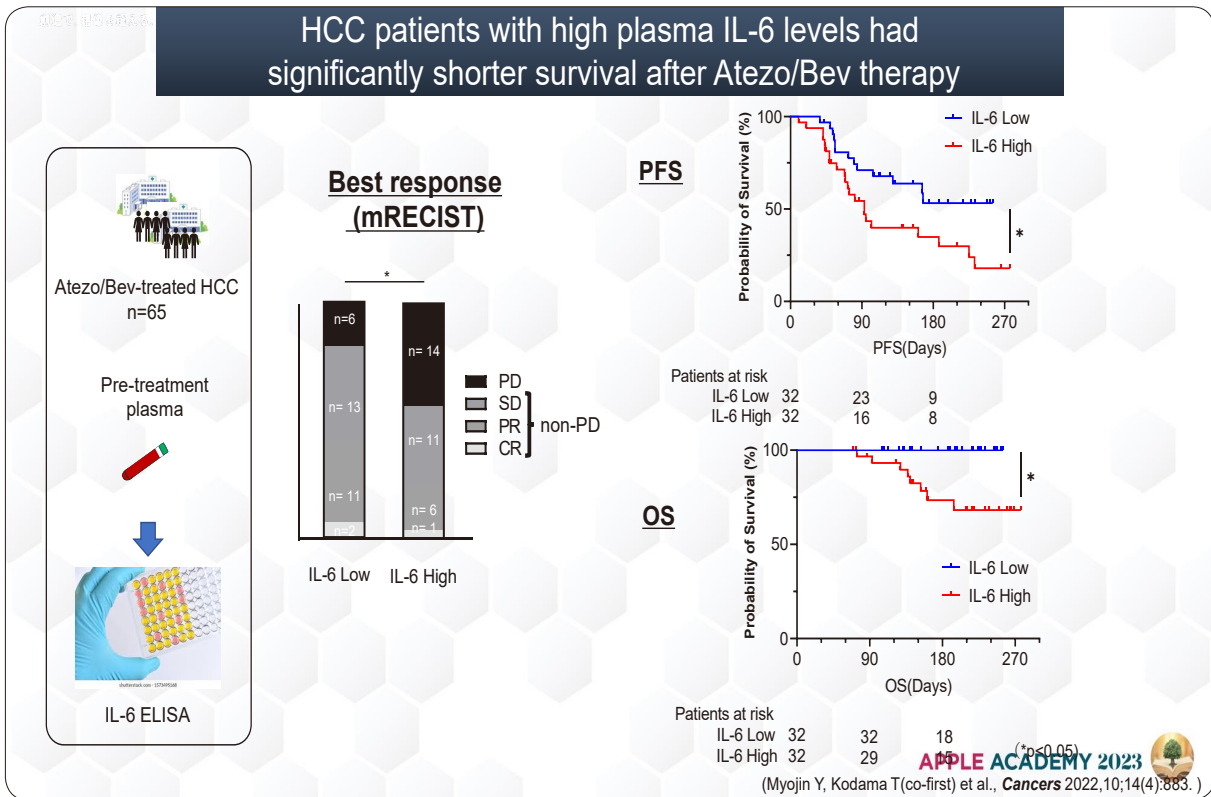 HCC patients with high plasma IL-6 levels had
significantly shorter survival after Atezo/Bev therapy
Atezo/Bev-treated HCC
n=65
Pre-treatment
plasma
shutterstock.com · 1573495168
IL-6 ELISA
Best response
(mRECIST)
*
n=6
n= 13
n= 11
n=2
n= 14
n= 11
n= 6
n= 1
IL-6 Low
IL-6 High
PD
SD
PR
CR
non-PD
PFS
Probability of Survival (%)
100
50
0
IL-6 Low
IL-6 High
*
0 90 180 270
PFS(Days)
Patients at risk
IL-6 Low 32 23 9
IL-6 High 32 16 8
OS
Probability of Survival (%)
100
50
0
IL-6 Low
IL-6 High
*
0 90 180 270
OS(Days)
Patients at risk
IL-6 Low 32 32 18
IL-6 High 32 29 15
(*p<0.05)
APPLE ACADEMY 2023
(Myojin Y, Kodama T(co-first) et al., Cancers 2022,10;14(4):883. )